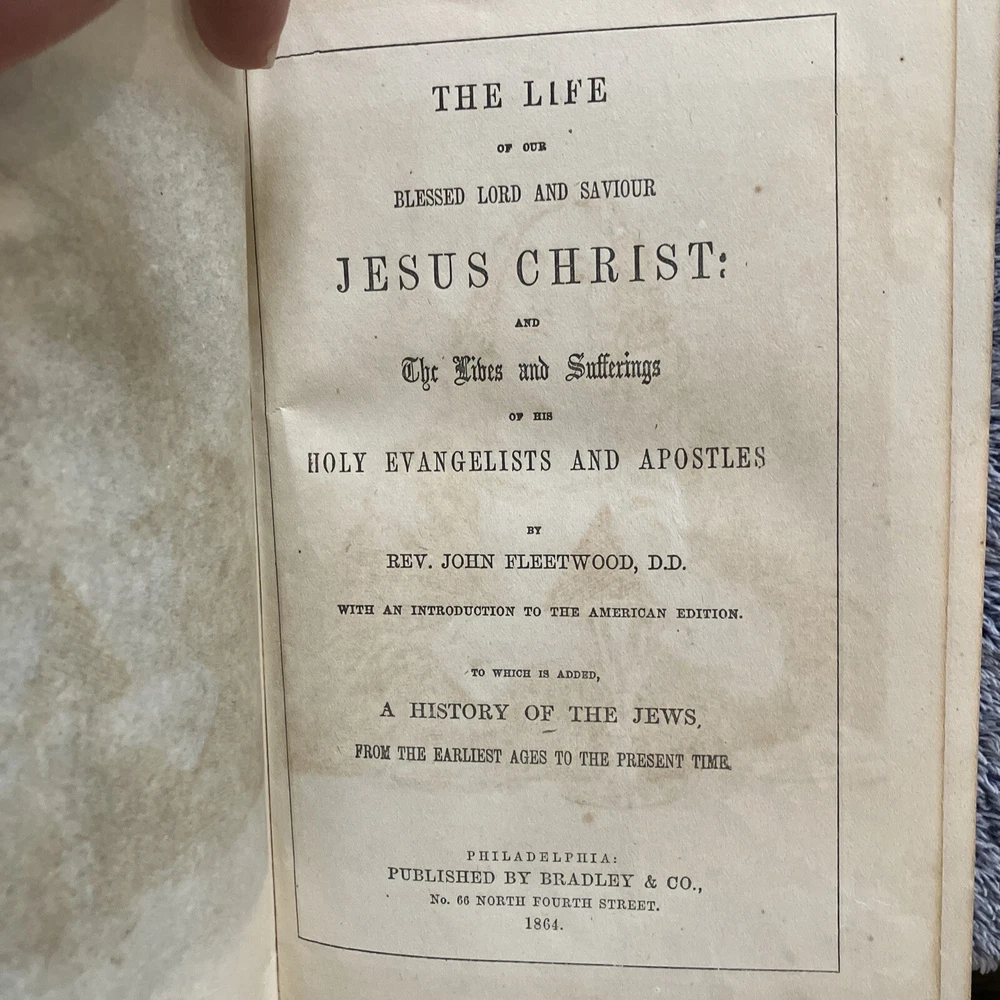 THE LIFE
OF OUR
BLESSED LORD AND SAVIOUR
JESUS CHRIST:
AND
The Lives and Sufferings
OF HIS
HOLY EVANGELISTS AND APOSTLES
BY
REV. JOHN FLEETWOOD, D.D.
WITH AN INTRODUCTION TO THE AMERICAN EDITION.
TO WHICH IS ADDED,
A HISTORY OF THE JEWS,
FROM THE EARLIEST AGES TO THE PRESENT TIME.
PHILADELPHIA:
PUBLISHED BY BRADLEY & CO.,
No. 66 NORTH FOURTH STREET.
1864.